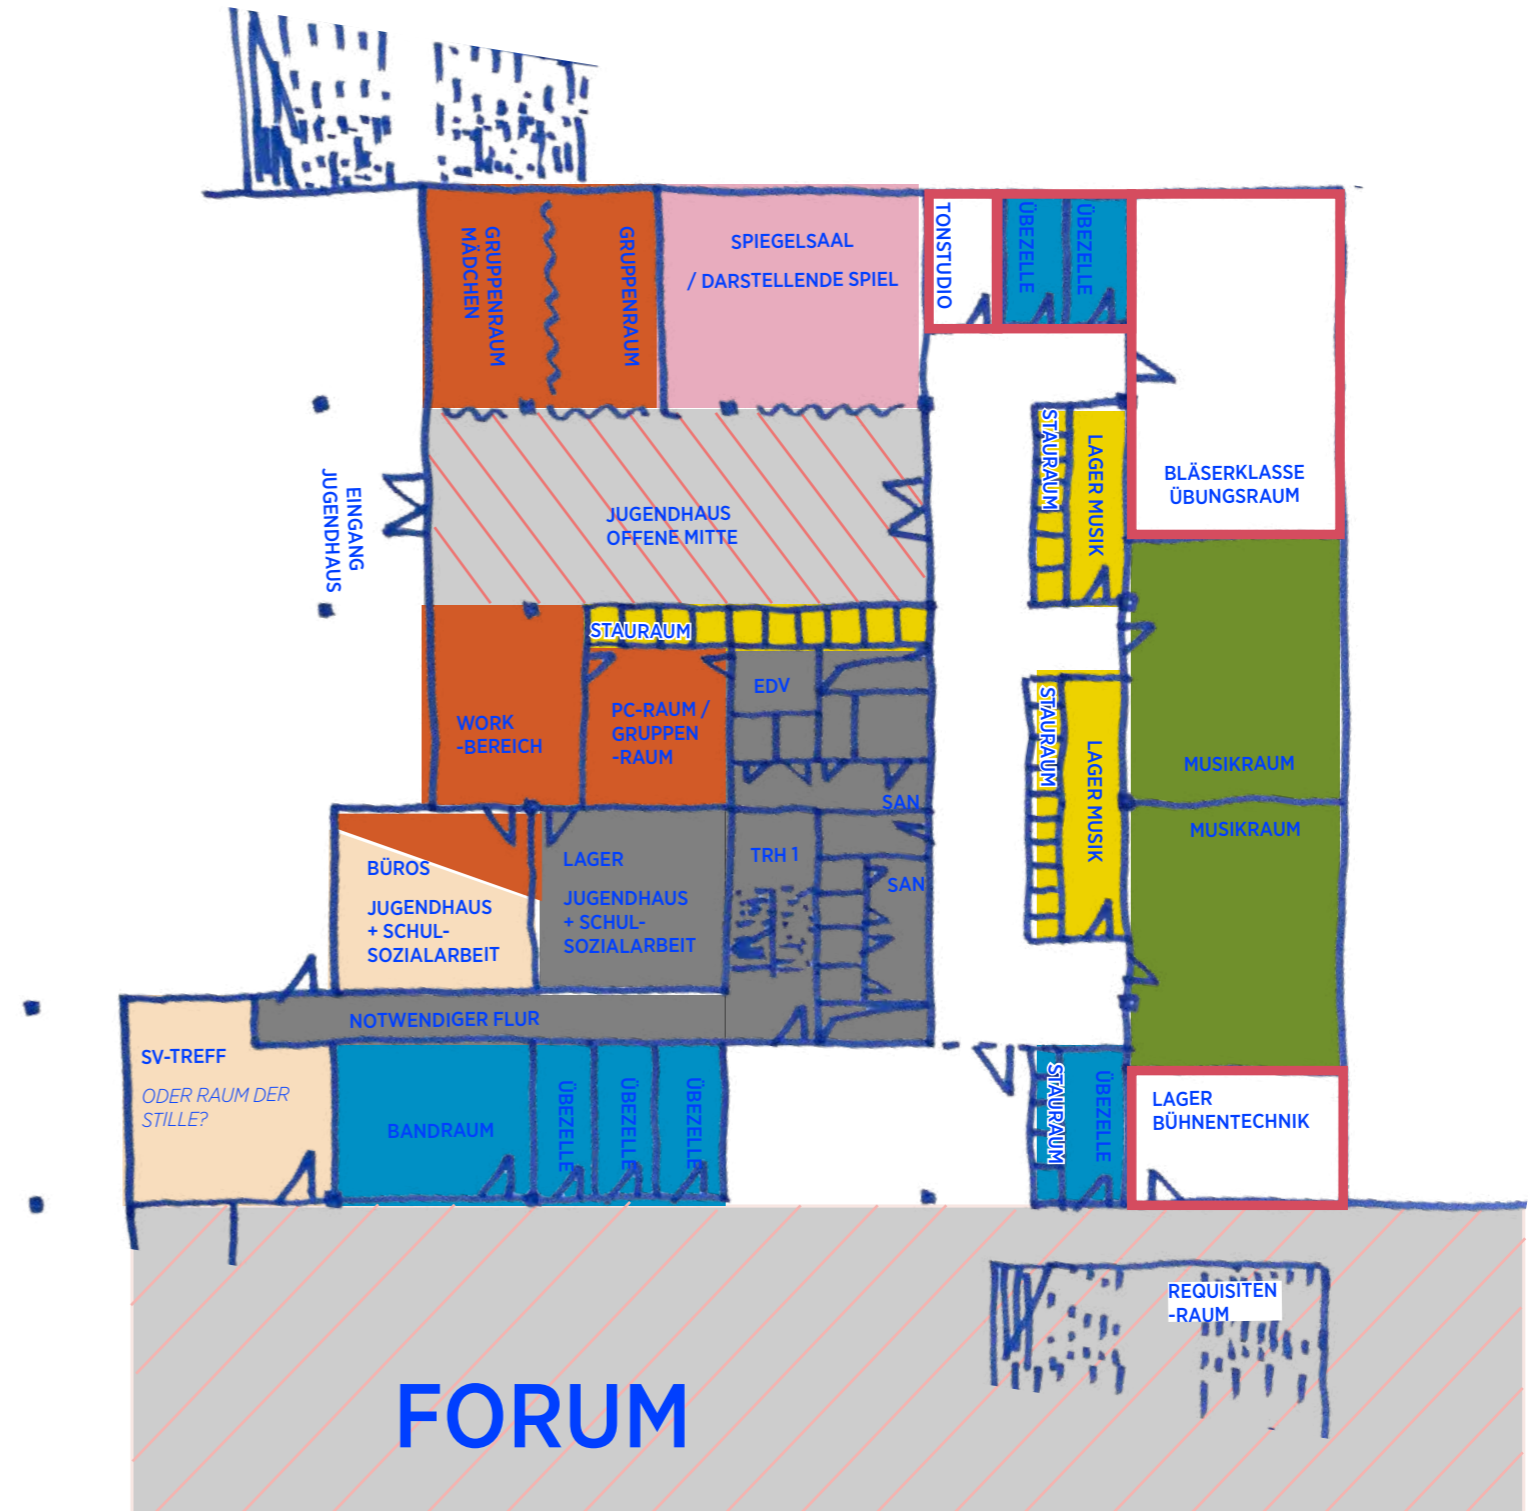 GRUPPENRAUM
MÄDCHEN
GRUPPENRAUM
SPIEGELSAAL
/ DARSTELLENDE SPIEL
TONSTUDIO
ÜBEZELLE
ÜBEZELLE
BLÄSERKLASSE
ÜBUNGSRAUM
EINGANG
JUGENDHAUS
JUGENDHAUS
OFFENE MITTE
STAURAUM
LAGER MUSIK
STAURAUM
WORK
-BEREICH
PC-RAUM /
GRUPPEN
-RAUM
EDV
SAN
STAURAUM
LAGER MUSIK
MUSIKRAUM
MUSIKRAUM
BÜROS
JUGENDHAUS
+ SCHUL-
SOZIALARBEIT
LAGER
JUGENDHAUS
+ SCHUL-
SOZIALARBEIT
TRH 1
SAN
NOTWENDIGER FLUR
SV-TREFF
ODER RAUM DER
STILLE?
BANDRAUM
ÜBEZELLE
ÜBEZELLE
ÜBEZELLE
STAURAUM
ÜBEZELLE
LAGER
BÜHNENTECHNIK
REQUISITEN
-RAUM
FORUM